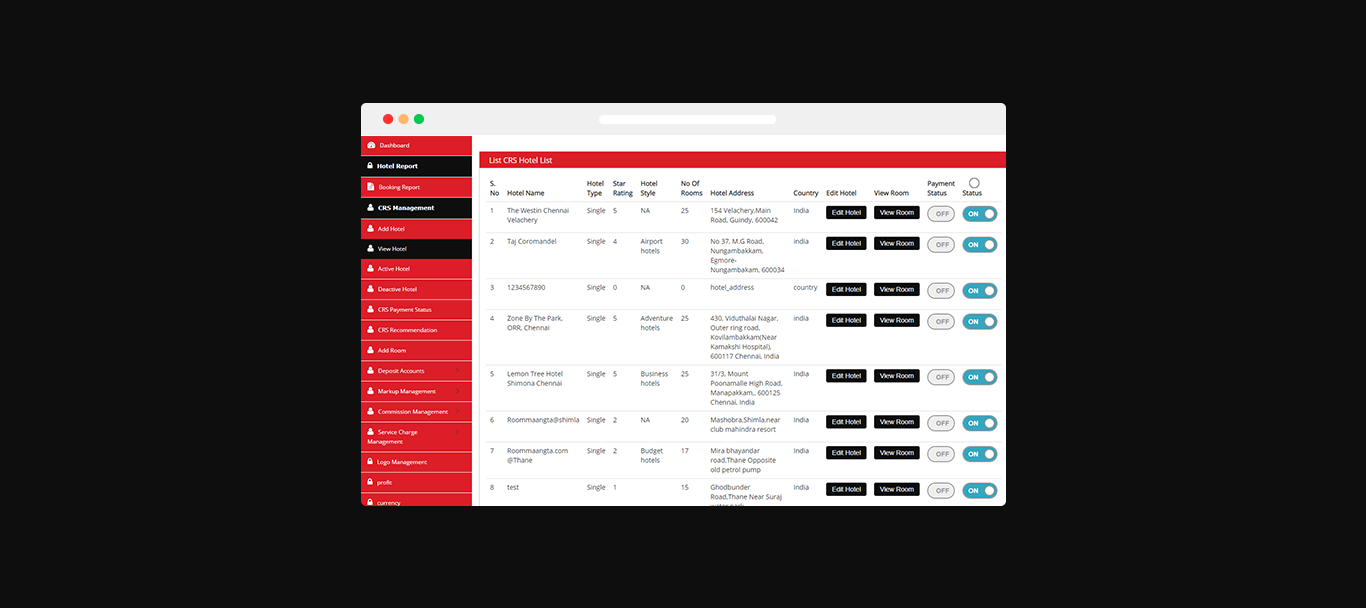 Dashboard
Hotel Report
Booking Report
CRS Management
Add Hotel
View Hotel
Active Hotel
Deactive Hotel
CRS Payment Status
CRS Recommendation
Add Room
Deposit Accounts
Markup Management
Commission Management
Service Charge
Management
Logo Management
profit
currency
List CRS Hotel List
S. No Hotel Name Hotel Type Star Rating Hotel Style No Of Rooms Hotel Address Country Edit Hotel View Room Payment Status Status
1 The Westin Chennai Single 5 NA 25 154 Velachery,Main India Edit Hotel View Room OFF ON
Velachery Road, Guindy, 600042
2 Taj Coromandel Single 4 Airport 30 No 37, M.G Road, india Edit Hotel View Room OFF ON
hotels Nungambakkam,
Egmore-
Nungambakam, 600034
3 1234567890 Single 0 NA 0 hotel_address country Edit Hotel View Room OFF ON
4 Zone By The Park, Single 5 Adventure 25 430, Viduthalai Nagar, india Edit Hotel View Room OFF ON
ORR, Chennai hotels Outer ring road,
Kovilambakkam(Near
Kamakshi Hospital),
600117 Chennai, India
5 Lemon Tree Hotel Single 5 Business 25 31/3, Mount India Edit Hotel View Room OFF ON
Shimona Chennai hotels Poonamalle High Road,
Manapakkam,, 600125
Chennai, India
6 Roommaangta@shimla Single 2 NA 20 Mashobra,Shimla,near India Edit Hotel View Room OFF ON
club mahindra resort
7 Roommaangta.com Single 2 Budget 17 Mira bhayandar India Edit Hotel View Room OFF ON
@Thane hotels road,Thane Opposite
old petrol pump
8 test Single 1 15 Ghodbunder India Edit Hotel View Room OFF ON
Road,Thane Near Suraj